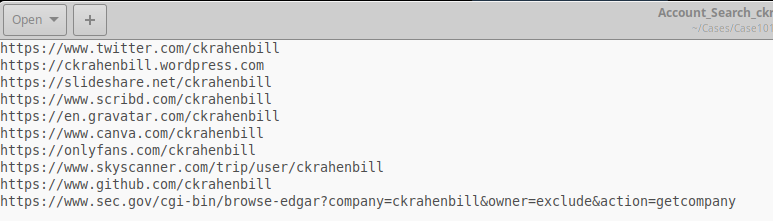 Open
Account_Search_ckr
~/Cases/Case101
https://www.twitter.com/ckrahenbill
https://ckrahenbill.wordpress.com
https://slideshare.net/ckrahenbill
https://www.scribd.com/ckrahenbill
https://en.gravatar.com/ckrahenbill
https://www.canva.com/ckrahenbill
https://onlyfans.com/ckrahenbill
https://www.skyscanner.com/trip/user/ckrahenbill
https://www.github.com/ckrahenbill
https://www.sec.gov/cgi-bin/browse-edgar?company=ckrahenbill&owner=exclude&action=getcompany